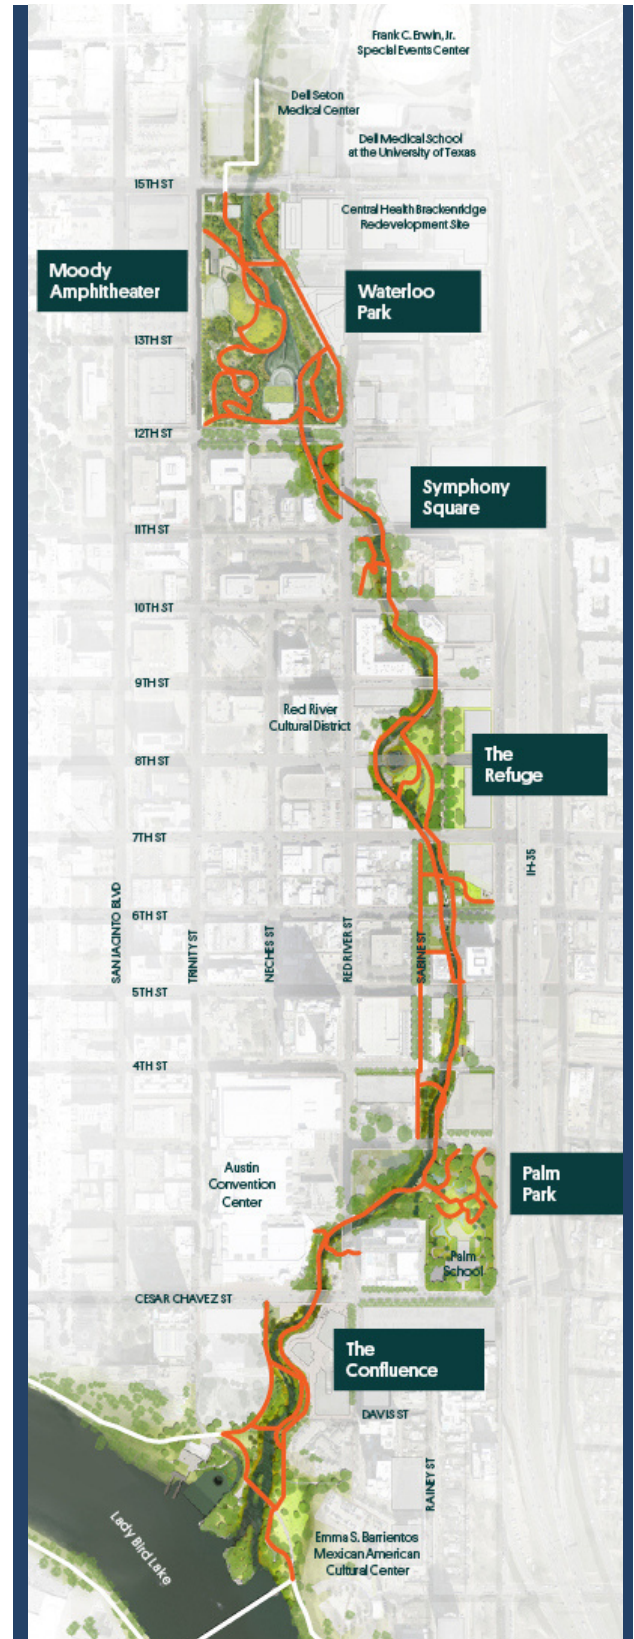 Frank C. Erwin, Jr.
Special Events Center
Dell Seton
Medical Center
Dell Medical School
at the University of Texas
15TH ST
Central Health Brackenridge
Redevelopment Site
Moody
Amphitheater
Waterloo
Park
13TH ST
12TH ST
Symphony
Square
11TH ST
10TH ST
9TH ST
Red River
Cultural District
The
Refuge
8TH ST
7TH ST
IH-35
SAN JACINTO BLVD
TRINITY ST
NECHES ST
RED RIVER ST
SABINE ST
6TH ST
5TH ST
4TH ST
Austin
Convention
Center
Palm
Park
Palm
School
CESAR CHAVEZ ST
The
Confluence
DAVIS ST
RAINEY ST
Lady Bird Lake
Emma S. Barrientos
Mexican American
Cultural Center